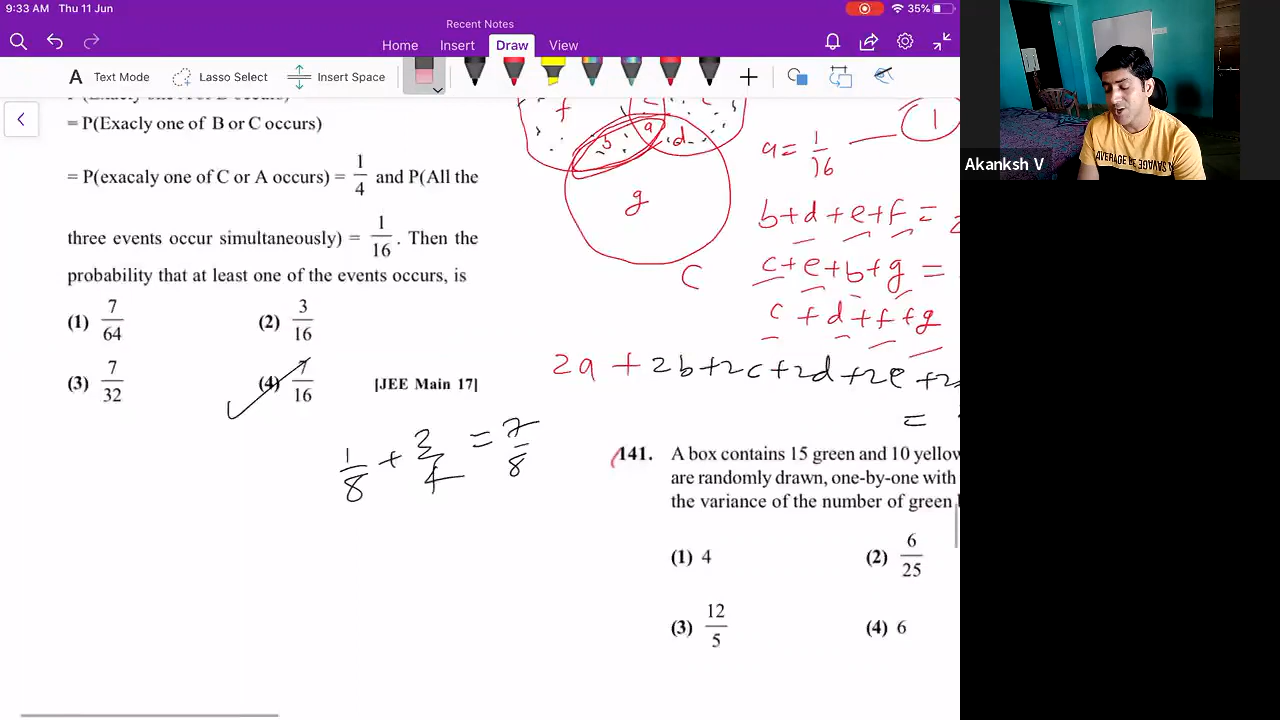 9:33 AM Thu 11 Jun
35%
Recent Notes
Home Insert Draw View
Text Mode
Lasso Select
Insert Space
= P(Exacly one of B or C occurs)
= P(exacaly one of C or A occurs) = 1/4 and P(All the
three events occur simultaneously) = 1/16. Then the
probability that at least one of the events occurs, is
(1) 7/64 (2) 3/16
(3) 7/32 (4) 7/16 [JEE Main 17]
1/8 + 3/4 = 7/8
f
b
a
d
g
C
a = 1/16
1
b+d+e+f =
c+e+b+g =
c+d+f+g
2a + 2b+2c+2d+2e+2
=
141. A box contains 15 green and 10 yellow
are randomly drawn, one-by-one with
the variance of the number of green
(1) 4 (2) 6/25
(3) 12/5 (4) 6
Akanksh V
AVERAGE